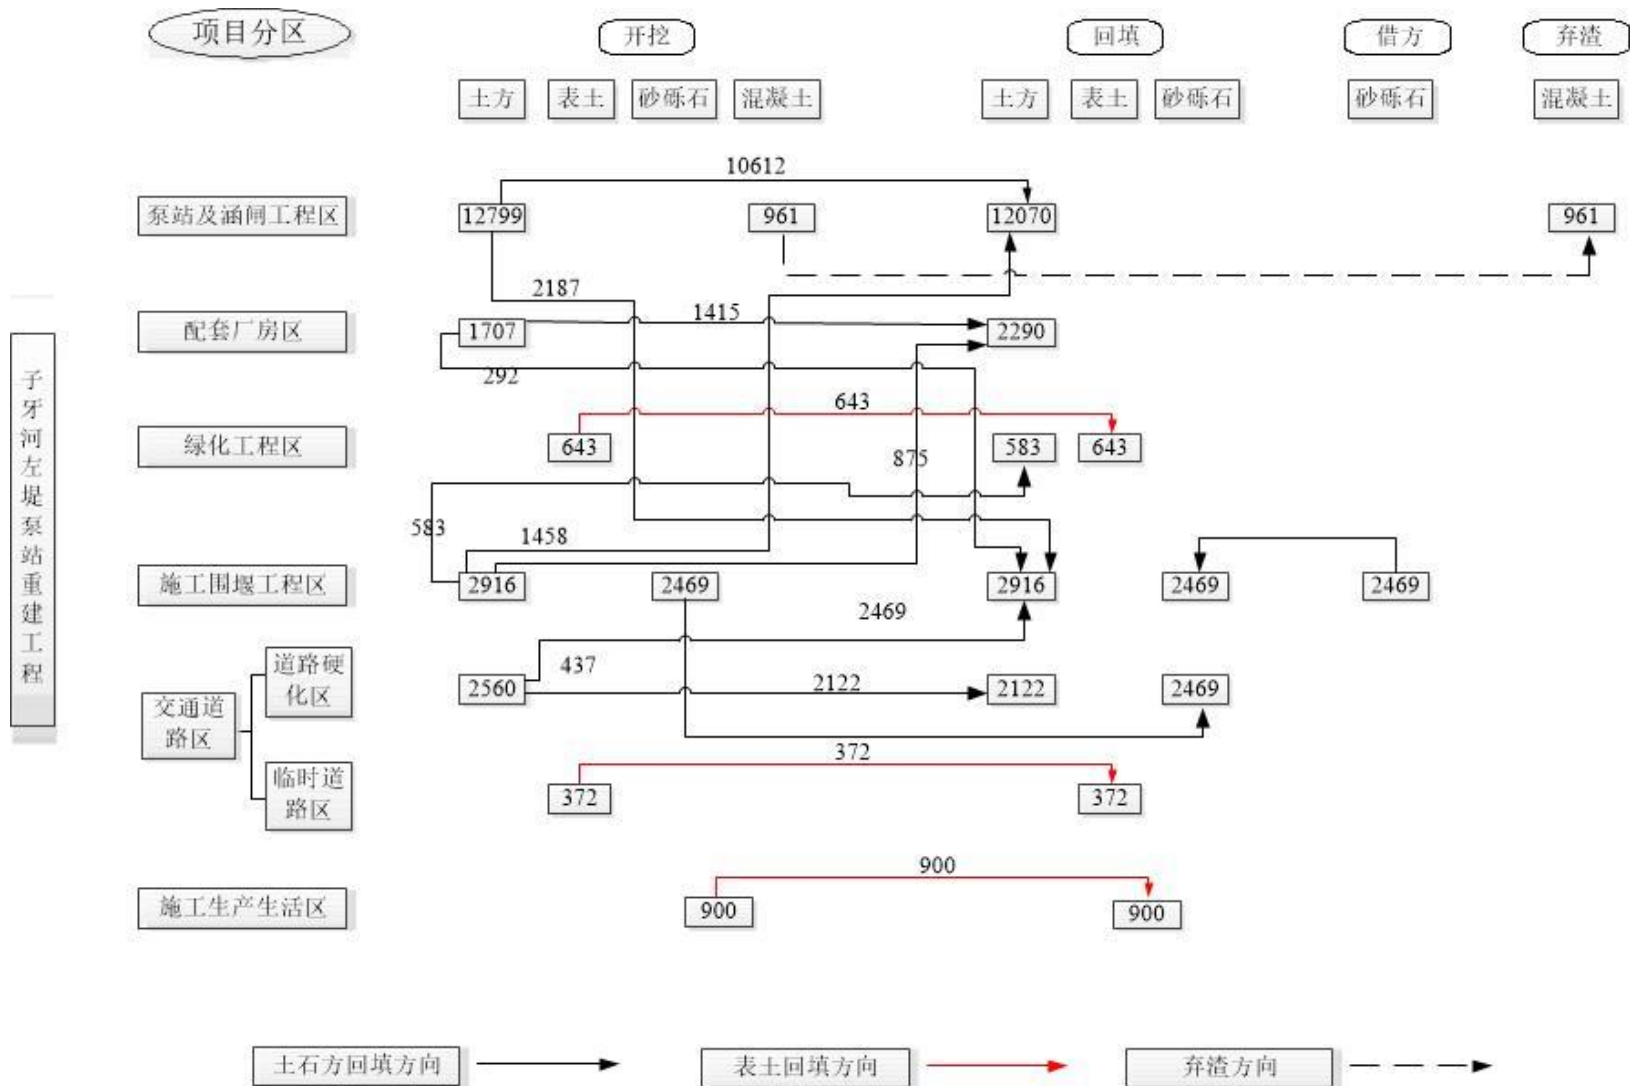 项目分区
开挖
回填
借方
弃渣
土方
表土
砂砾石
混凝土
土方
表土
砂砾石
砂砾石
混凝土
10612
泵站及涵闸工程区
12799
961
12070
961
2187
配套厂房区
1707
1415
2290
292
643
绿化工程区
643
583
643
875
583
1458
施工围堰工程区
2916
2469
2916
2469
2469
2469
437
交通道
路区
道路硬
化区
2560
2122
2122
2469
372
临时道
路区
372
372
900
施工生产生活区
900
900
子牙河左堤泵站重建工程
土石方回填方向
表土回填方向
弃渣方向